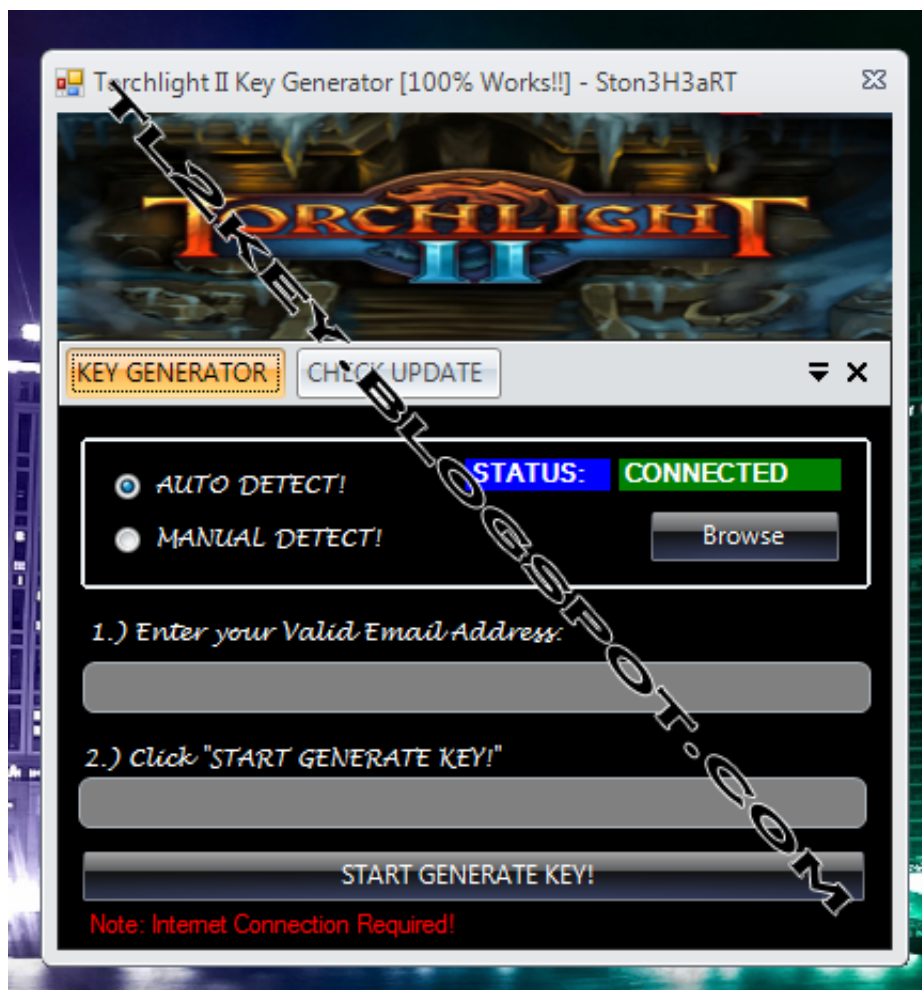 Torchlight II Key Generator [100% Works!!] - Ston3H3aRT
TORCHLIGHT
II
KEY GENERATOR CHECK UPDATE
AUTO DETECT! STATUS: CONNECTED
MANUAL DETECT! Browse
1.) Enter your Valid Email Address:
2.) Click "START GENERATE KEY!"
START GENERATE KEY!
Note: Internet Connection Required!
TL2KEY.BLOGSPOT.COM